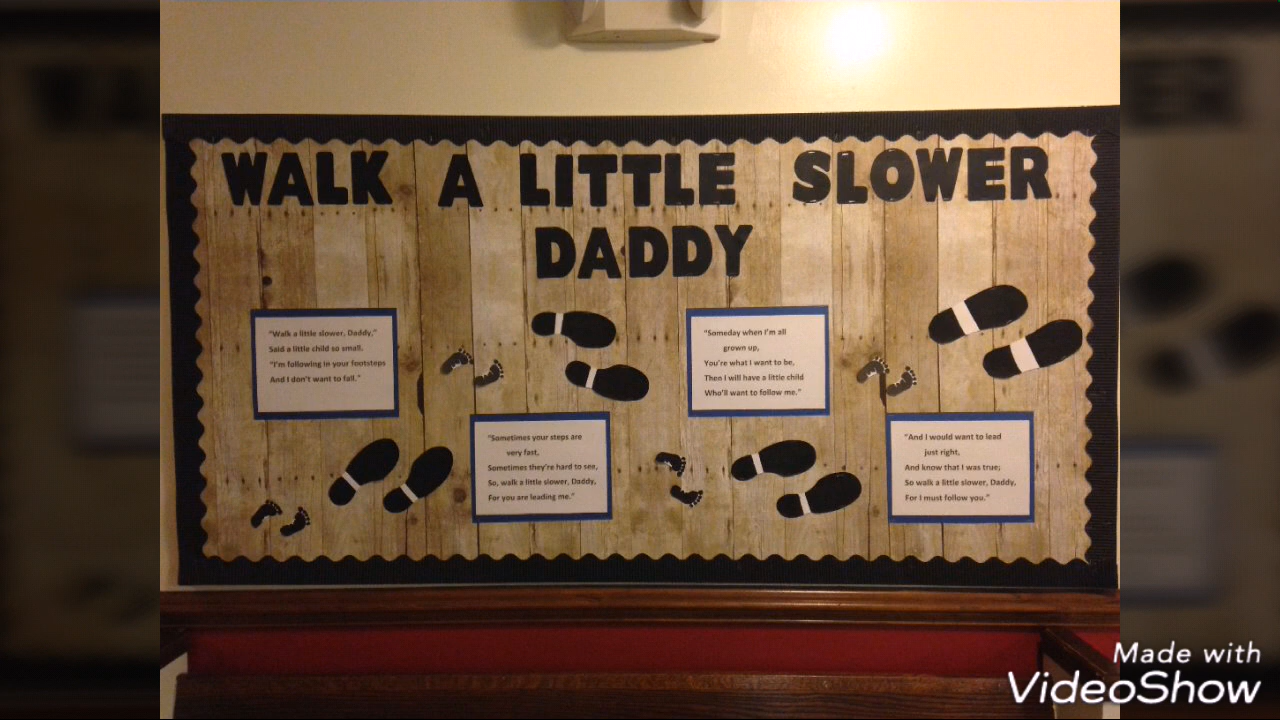 WALK A LITTLE SLOWER
DADDY
"Walk a little slower, Daddy,"
Said a little child so small.
"I'm following in your footsteps
And I don't want to fall."
"Sometimes your steps are
very fast,
Sometimes they're hard to see,
So, walk a little slower, Daddy,
For you are leading me."
"Someday when I'm all
grown up,
You're what I want to be,
Then I will have a little child
Who'll want to follow me."
"And I would want to lead
just right,
And know that I was true;
So walk a little slower, Daddy,
For I must follow you."
Made with
VideoShow